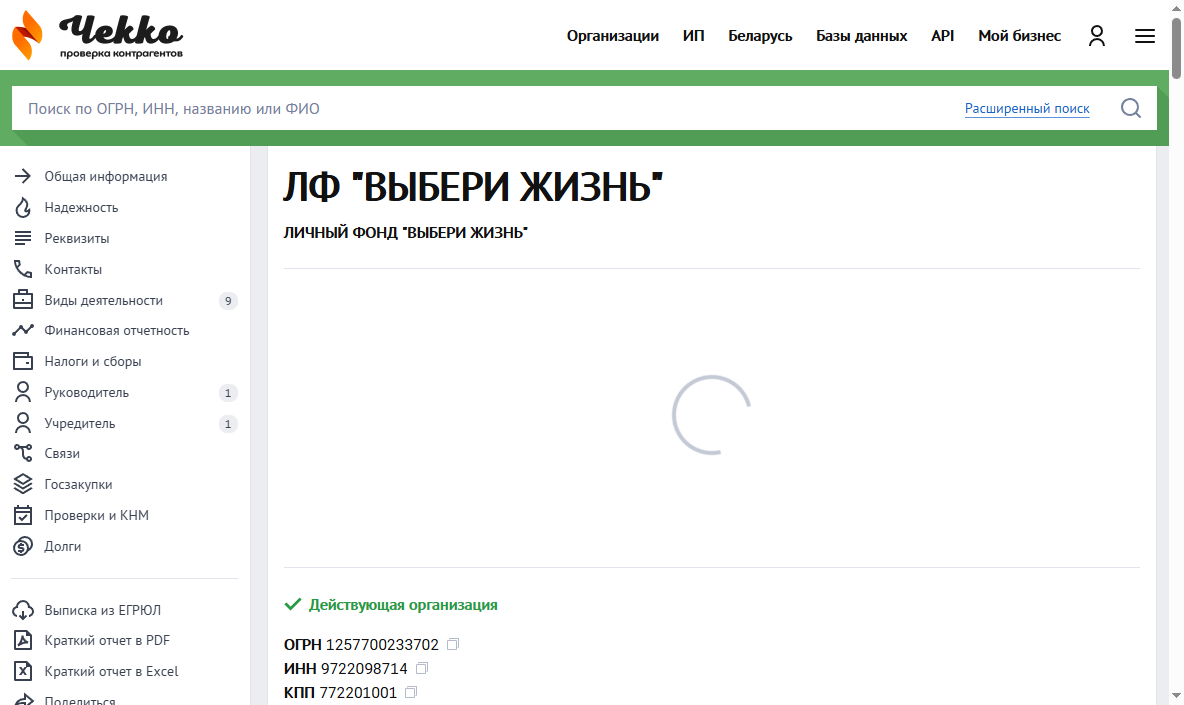 Чекко
проверка контрагентов
Организации ИП Беларусь Базы данных API Мой бизнес
Поиск по ОГРН, ИНН, названию или ФИО Расширенный поиск
Общая информация
Надежность
Реквизиты
Контакты
Виды деятельности 9
Финансовая отчетность
Налоги и сборы
Руководитель 1
Учредитель 1
Связи
Госзакупки
Проверки и КНМ
Долги
Выписка из ЕГРЮЛ
Краткий отчет в PDF
Краткий отчет в Excel
Поделиться
ЛФ "ВЫБЕРИ ЖИЗНЬ"
ЛИЧНЫЙ ФОНД "ВЫБЕРИ ЖИЗНЬ"
Действующая организация
ОГРН 1257700233702
ИНН 9722098714
КПП 772201001